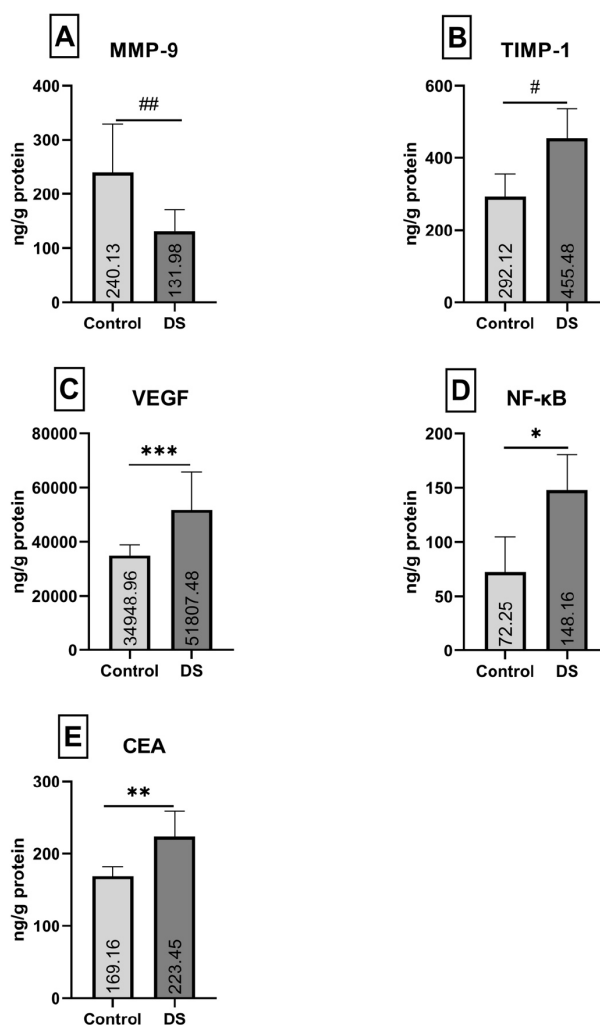 A
MMP-9
##
ng/g protein
400
300
200
100
0
240.13
131.98
Control DS
B
TIMP-1
#
ng/g protein
600
400
200
0
292.12
455.48
Control DS
C
VEGF
***
ng/g protein
80000
60000
40000
20000
0
34948.96
51807.48
Control DS
D
NF-κB
*
ng/g protein
200
150
100
50
0
72.25
148.16
Control DS
E
CEA
**
ng/g protein
300
200
100
0
169.16
223.45
Control DS